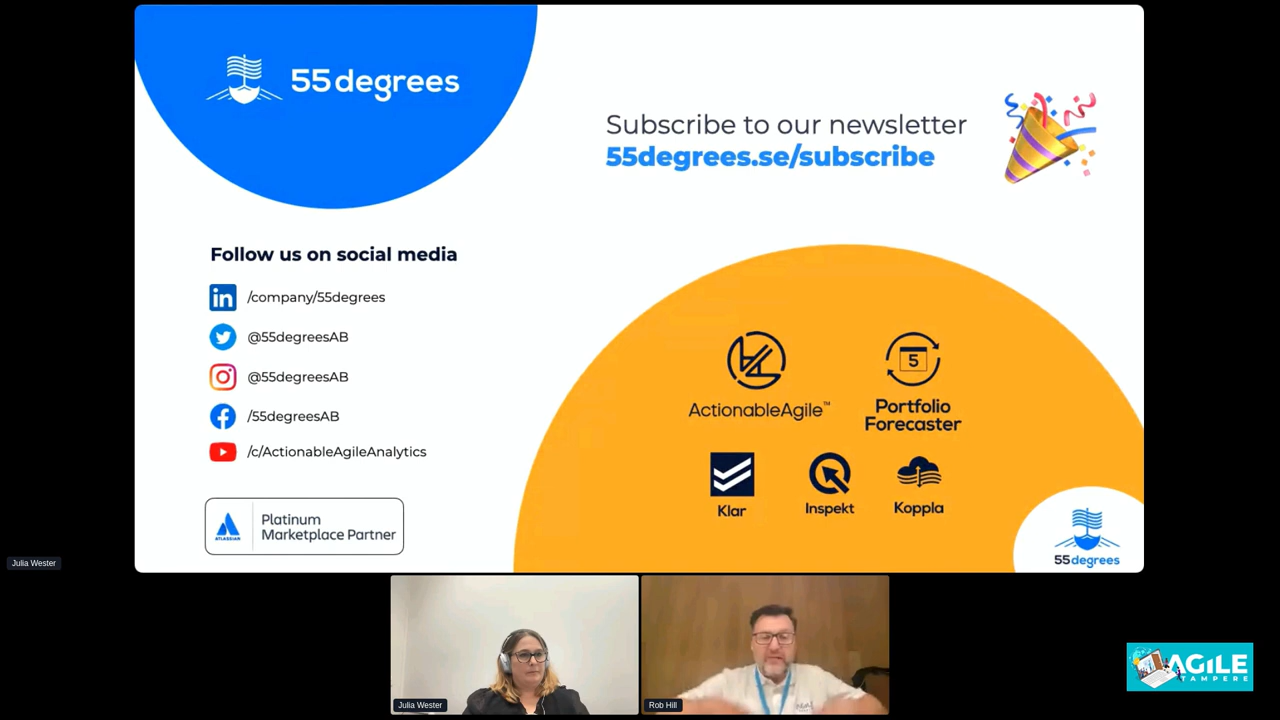 55degrees
Subscribe to our newsletter
55degrees.se/subscribe
Follow us on social media
/company/55degrees
@55degreesAB
@55degreesAB
/55degreesAB
/c/ActionableAgileAnalytics
ATLASSIAN
Platinum
Marketplace Partner
ActionableAgile™
5
Portfolio
Forecaster
Klar
Inspekt
Koppla
55degrees
Julia Wester
Julia Wester
Rob Hill
AGILE
TAMPERE